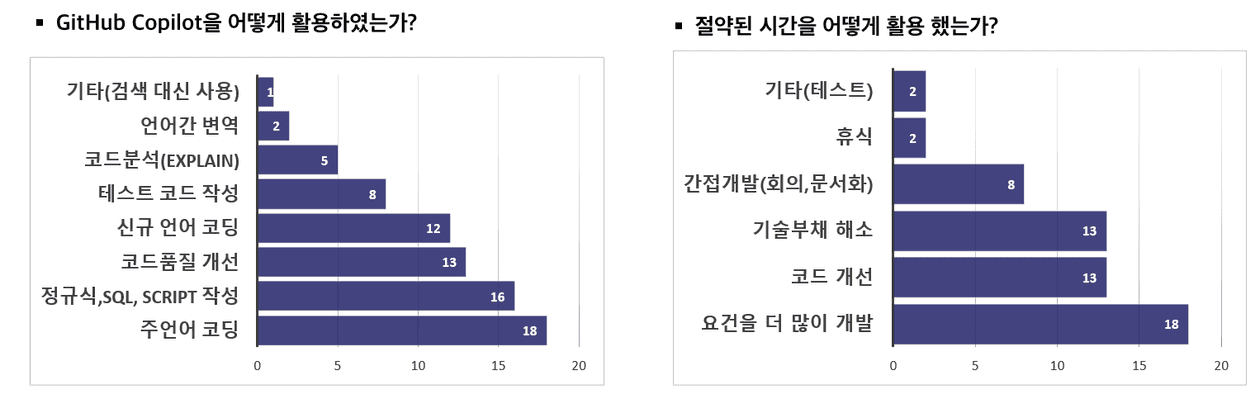 ▪ GitHub Copilot을 어떻게 활용하였는가?
기타(검색 대신 사용) 1
언어간 변역 2
코드분석(EXPLAIN) 5
테스트 코드 작성 8
신규 언어 코딩 12
코드품질 개선 13
정규식,SQL, SCRIPT 작성 16
주언어 코딩 18
0 5 10 15 20
▪ 절약된 시간을 어떻게 활용 했는가?
기타(테스트) 2
휴식 2
간접개발(회의,문서화) 8
기술부채 해소 13
코드 개선 13
요건을 더 많이 개발 18
0 5 10 15 20